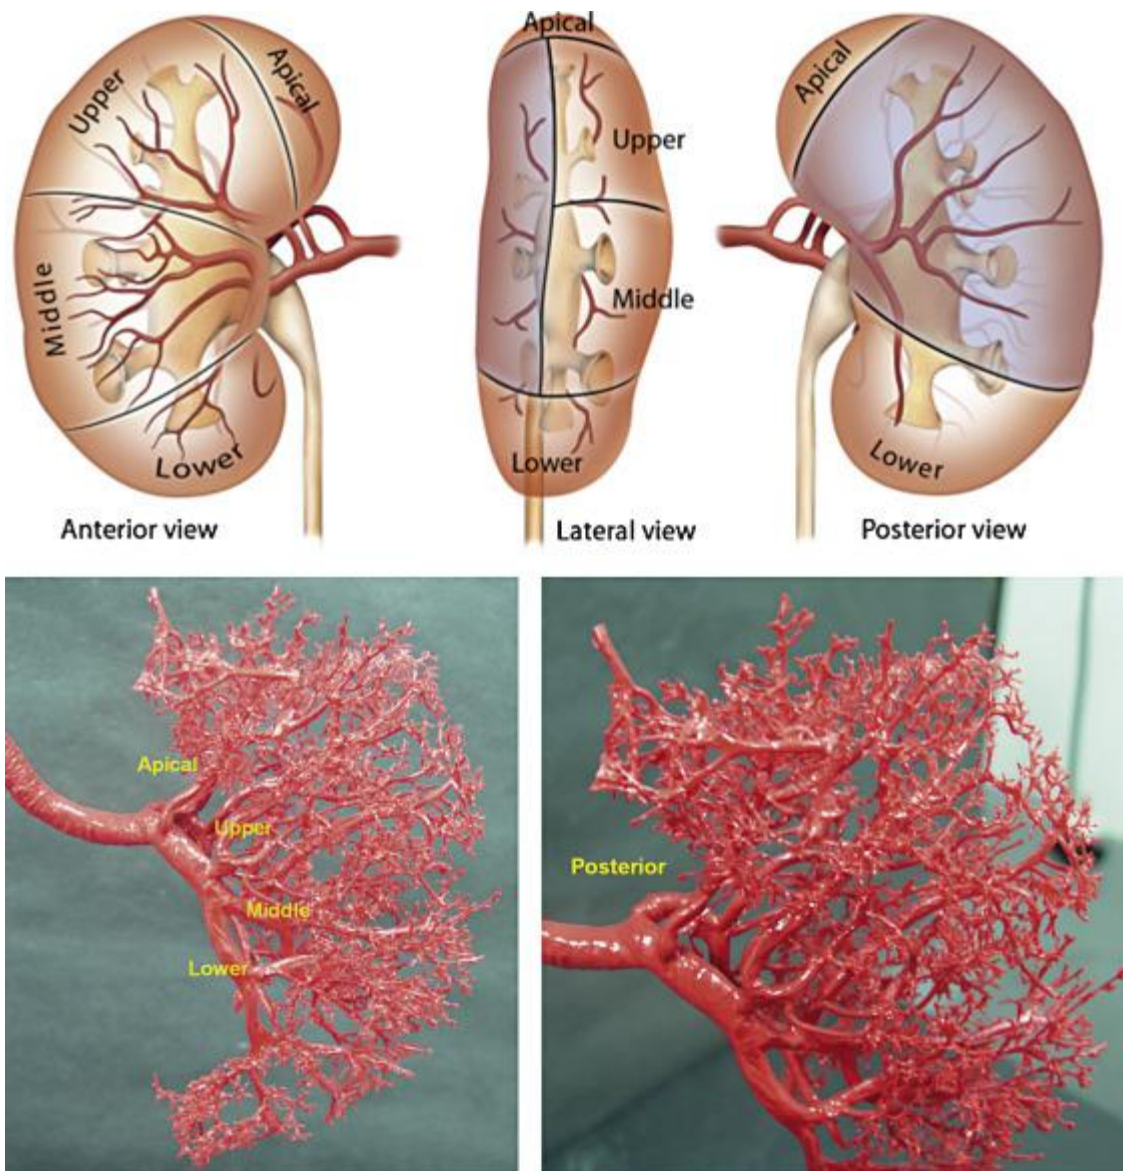 Upper
Apical
Middle
Lower
Anterior view
Apical
Upper
Middle
Lower
Lateral view
Apical
Lower
Posterior view
Apical
Upper
Middle
Lower
Posterior